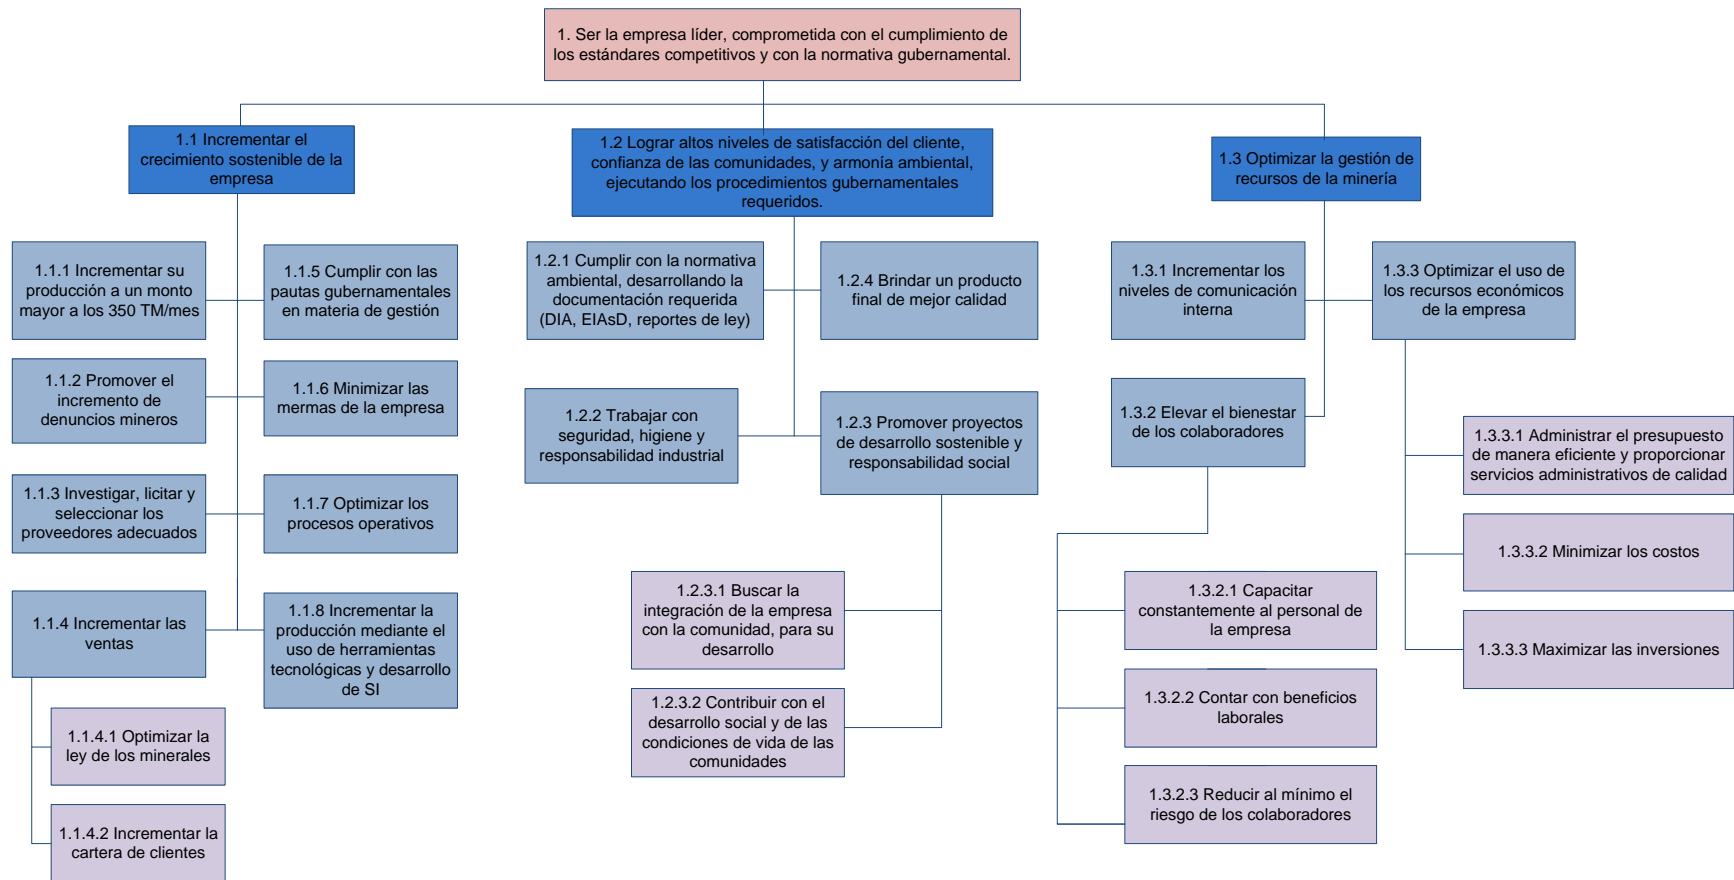 1. Ser la empresa líder, comprometida con el cumplimiento de
los estándares competitivos y con la normativa gubernamental.
1.1 Incrementar el
crecimiento sostenible de la
empresa
1.2 Lograr altos niveles de satisfacción del cliente,
confianza de las comunidades, y armonía ambiental,
ejecutando los procedimientos gubernamentales
requeridos.
1.3 Optimizar la gestión de
recursos de la minería
1.1.1 Incrementar su
producción a un monto
mayor a los 350 TM/mes
1.1.5 Cumplir con las
pautas gubernamentales
en materia de gestión
1.1.2 Promover el
incremento de
denuncios mineros
1.1.6 Minimizar las
mermas de la empresa
1.1.3 Investigar, licitar y
seleccionar los
proveedores adecuados
1.1.7 Optimizar los
procesos operativos
1.1.4 Incrementar las
ventas
1.1.8 Incrementar la
producción mediante el
uso de herramientas
tecnológicas y desarrollo
de SI
1.1.4.1 Optimizar la
ley de los minerales
1.1.4.2 Incrementar la
cartera de clientes
1.2.1 Cumplir con la normativa
ambiental, desarrollando la
documentación requerida
(DIA, EIAsD, reportes de ley)
1.2.4 Brindar un producto
final de mejor calidad
1.2.2 Trabajar con
seguridad, higiene y
responsabilidad industrial
1.2.3 Promover proyectos
de desarrollo sostenible y
responsabilidad social
1.2.3.1 Buscar la
integración de la empresa
con la comunidad, para su
desarrollo
1.2.3.2 Contribuir con el
desarrollo social y de las
condiciones de vida de las
comunidades
1.3.1 Incrementar los
niveles de comunicación
interna
1.3.3 Optimizar el uso de
los recursos económicos
de la empresa
1.3.2 Elevar el bienestar
de los colaboradores
1.3.3.1 Administrar el presupuesto
de manera eficiente y proporcionar
servicios administrativos de calidad
1.3.3.2 Minimizar los costos
1.3.3.3 Maximizar las inversiones
1.3.2.1 Capacitar
constantemente al personal de
la empresa
1.3.2.2 Contar con beneficios
laborales
1.3.2.3 Reducir al mínimo el
riesgo de los colaboradores